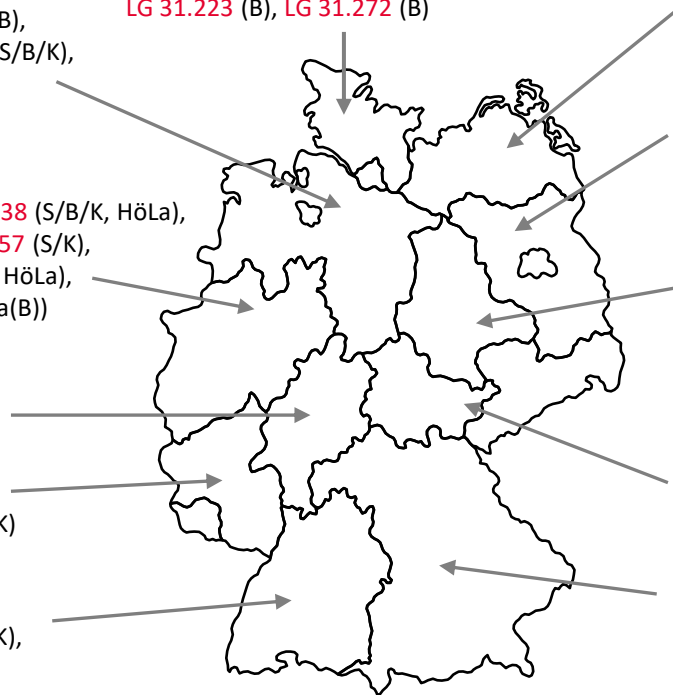 B),
LG 31.223 (B), LG 31.272 (B)
S/B/K),
38 (S/B/K, HöLa),
57 (S/K),
HöLa),
a(B))
K)
K),